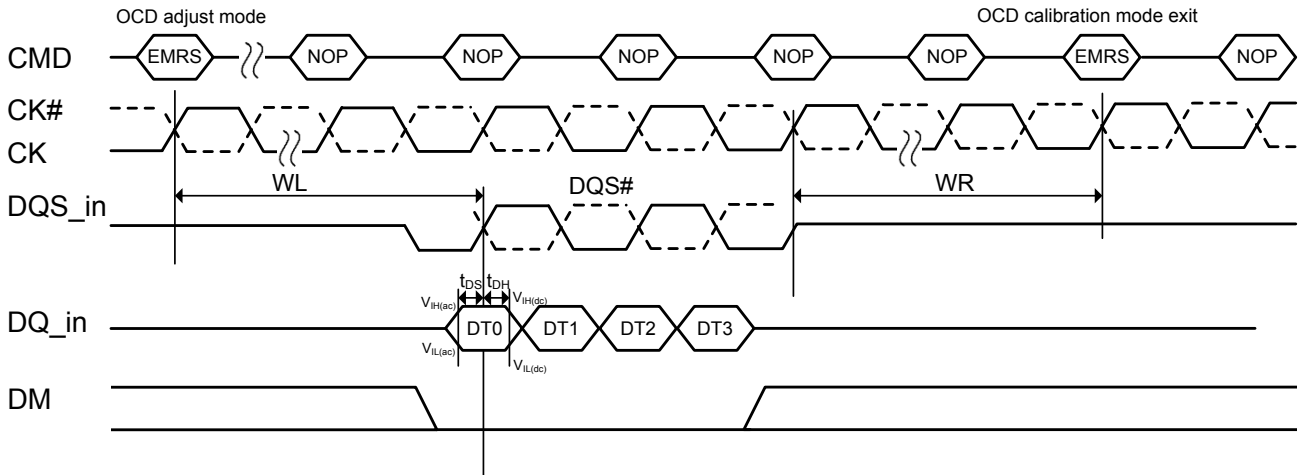 OCD adjust mode
OCD calibration mode exit
CMD
EMRS NOP NOP NOP NOP NOP EMRS NOP
CK#
CK
WL
DQS#
WR
DQS_in
tDS tDH
VIH(ac) VIH(dc)
DQ_in
DT0 DT1 DT2 DT3
VIL(ac)
VIL(dc)
DM